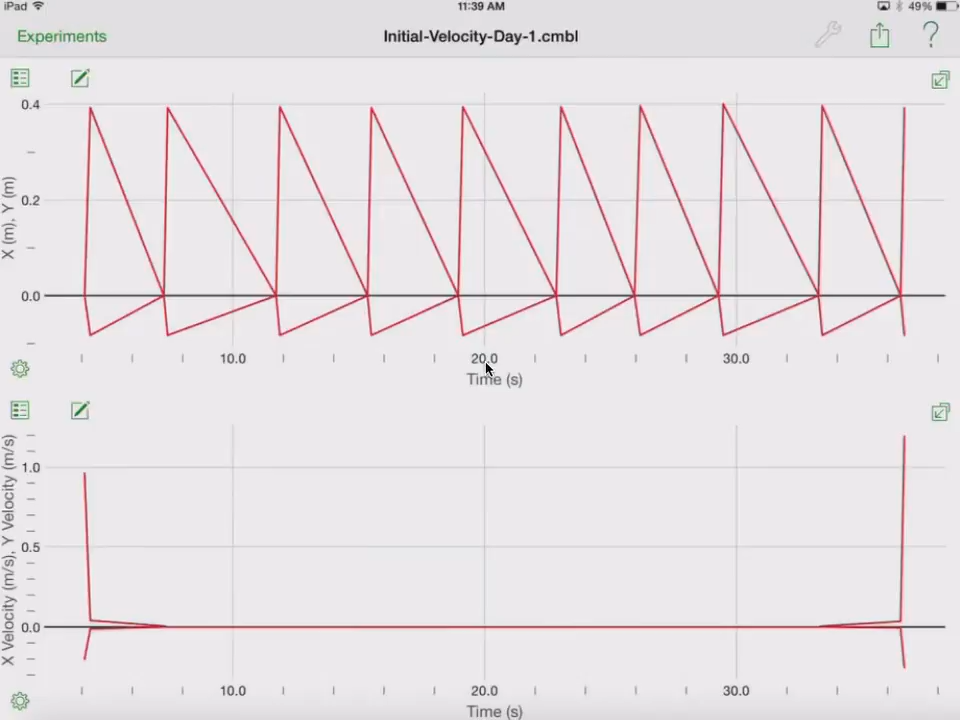 iPad 11:39 AM 49%
Experiments Initial-Velocity-Day-1.cmbl ?
X (m), Y (m)
0.4
0.2
0.0
10.0 20.0 30.0
Time (s)
X Velocity (m/s), Y Velocity (m/s)
1.0
0.5
0.0
10.0 20.0 30.0
Time (s)